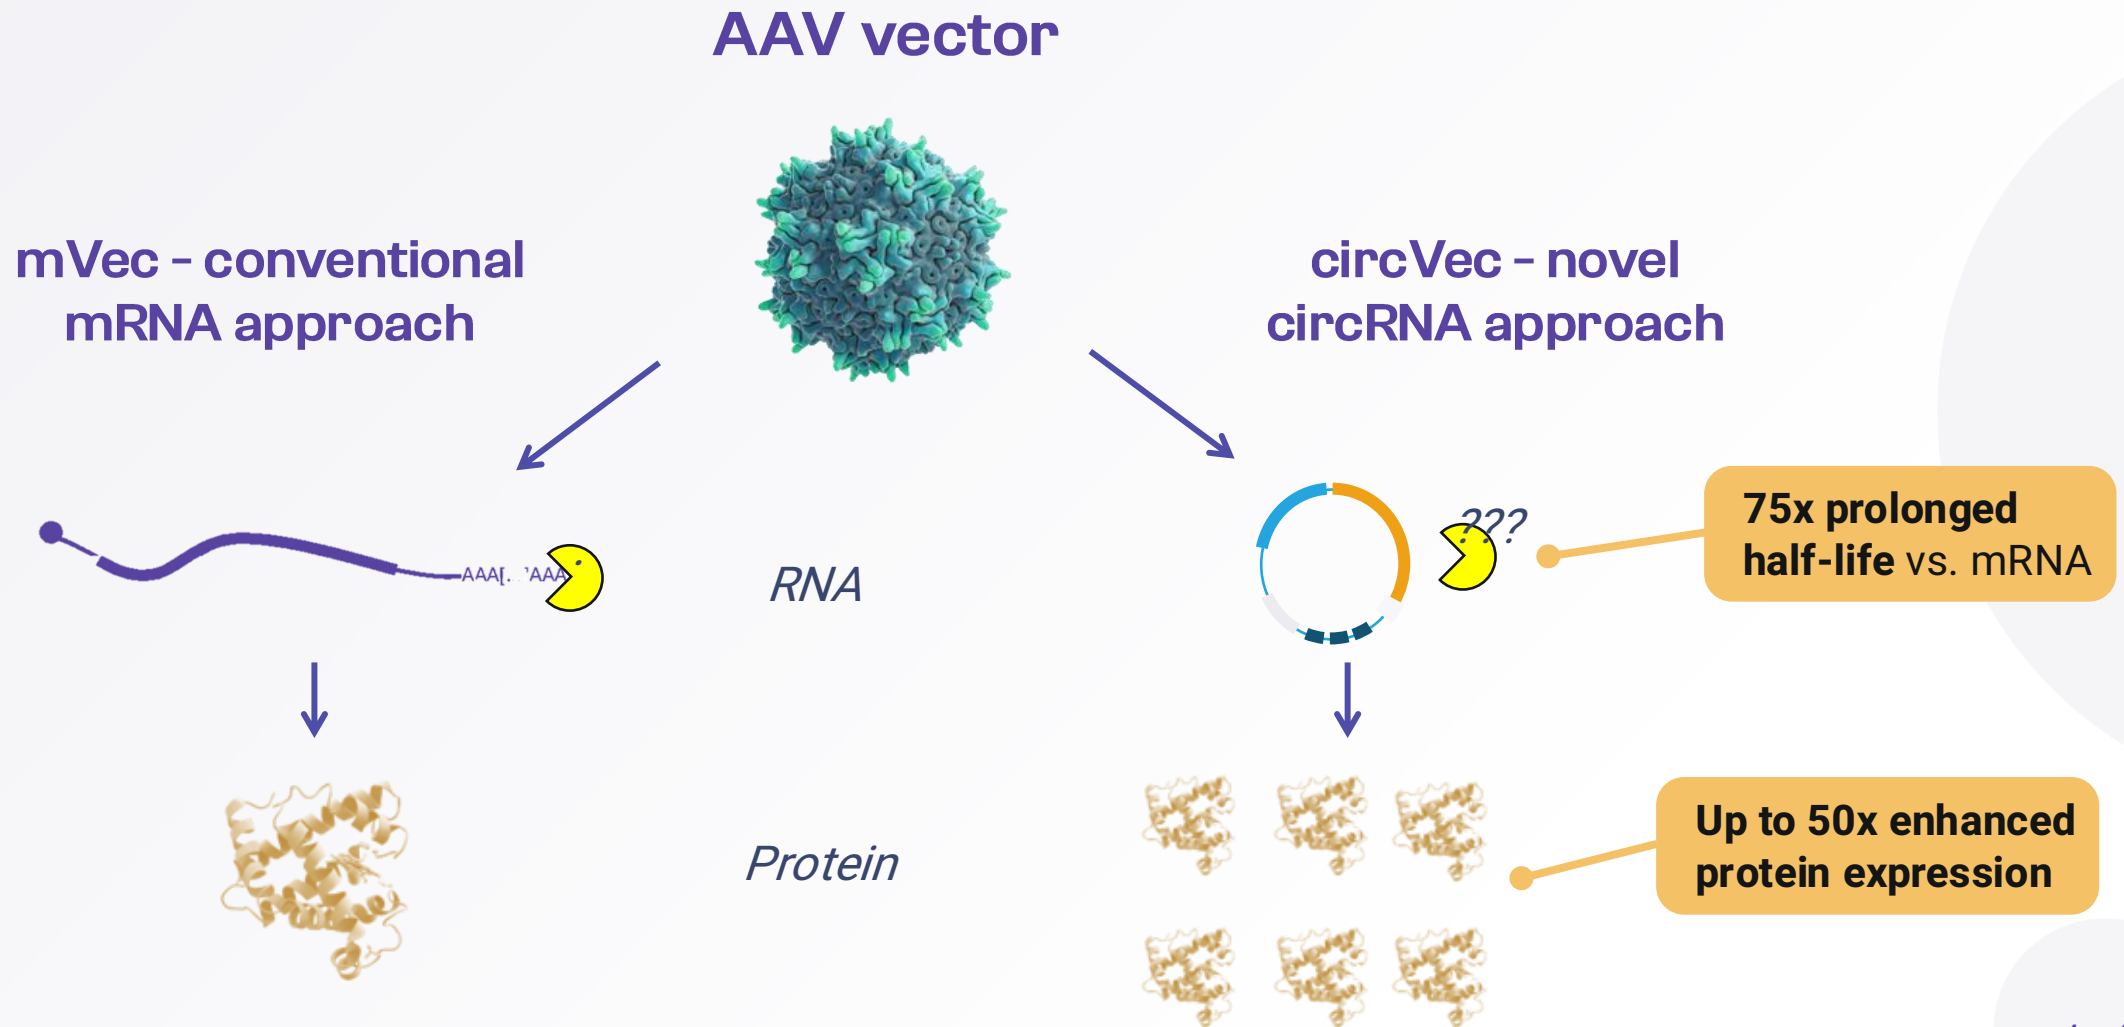 AAV vector
mVec - conventional
mRNA approach
circVec - novel
circRNA approach
???
RNA
75x prolonged
half-life vs. mRNA
Protein
Up to 50x enhanced
protein expression